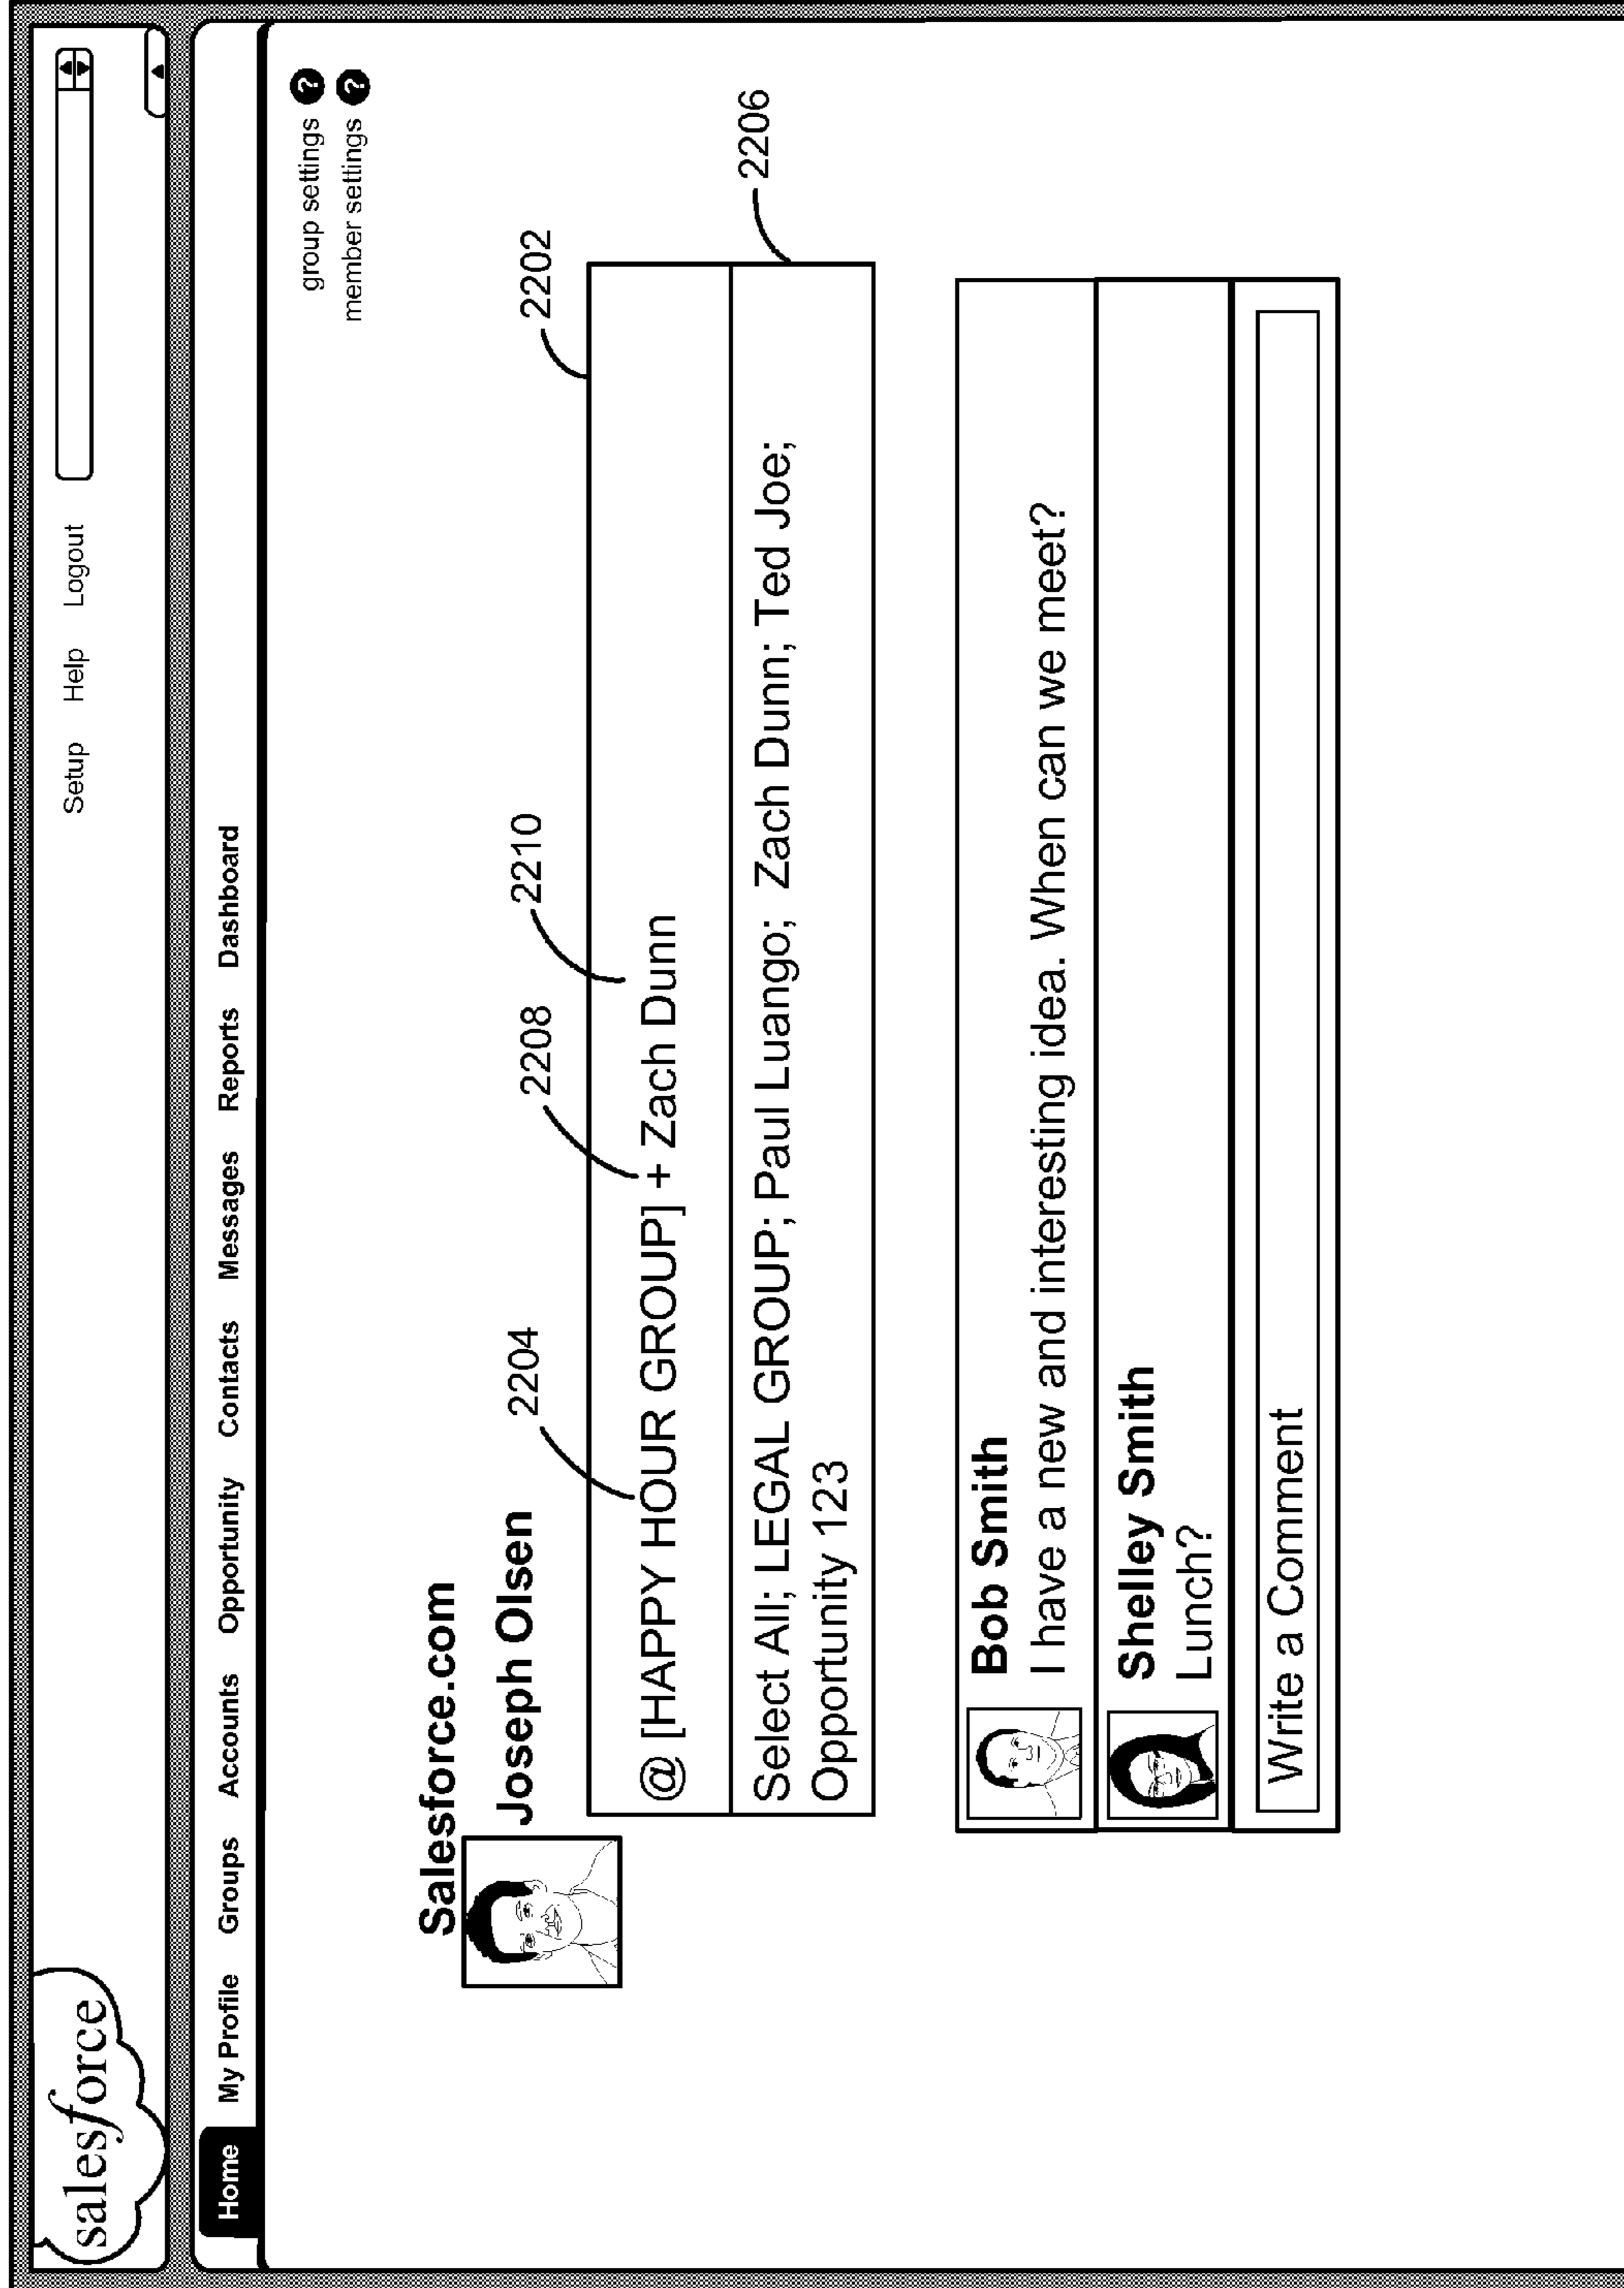 salesforce
Setup Help Logout
Home My Profile Groups Accounts Opportunity Contacts Messages Reports Dashboard
group settings ?
member settings ?
Salesforce.com
Joseph Olsen
2204
2208
2210
2202
@ [HAPPY HOUR GROUP] + Zach Dunn
2206
Select All; LEGAL GROUP; Paul Luango; Zach Dunn; Ted Joe;
Opportunity 123
Bob Smith
I have a new and interesting idea. When can we meet?
Shelley Smith
Lunch?
Write a Comment